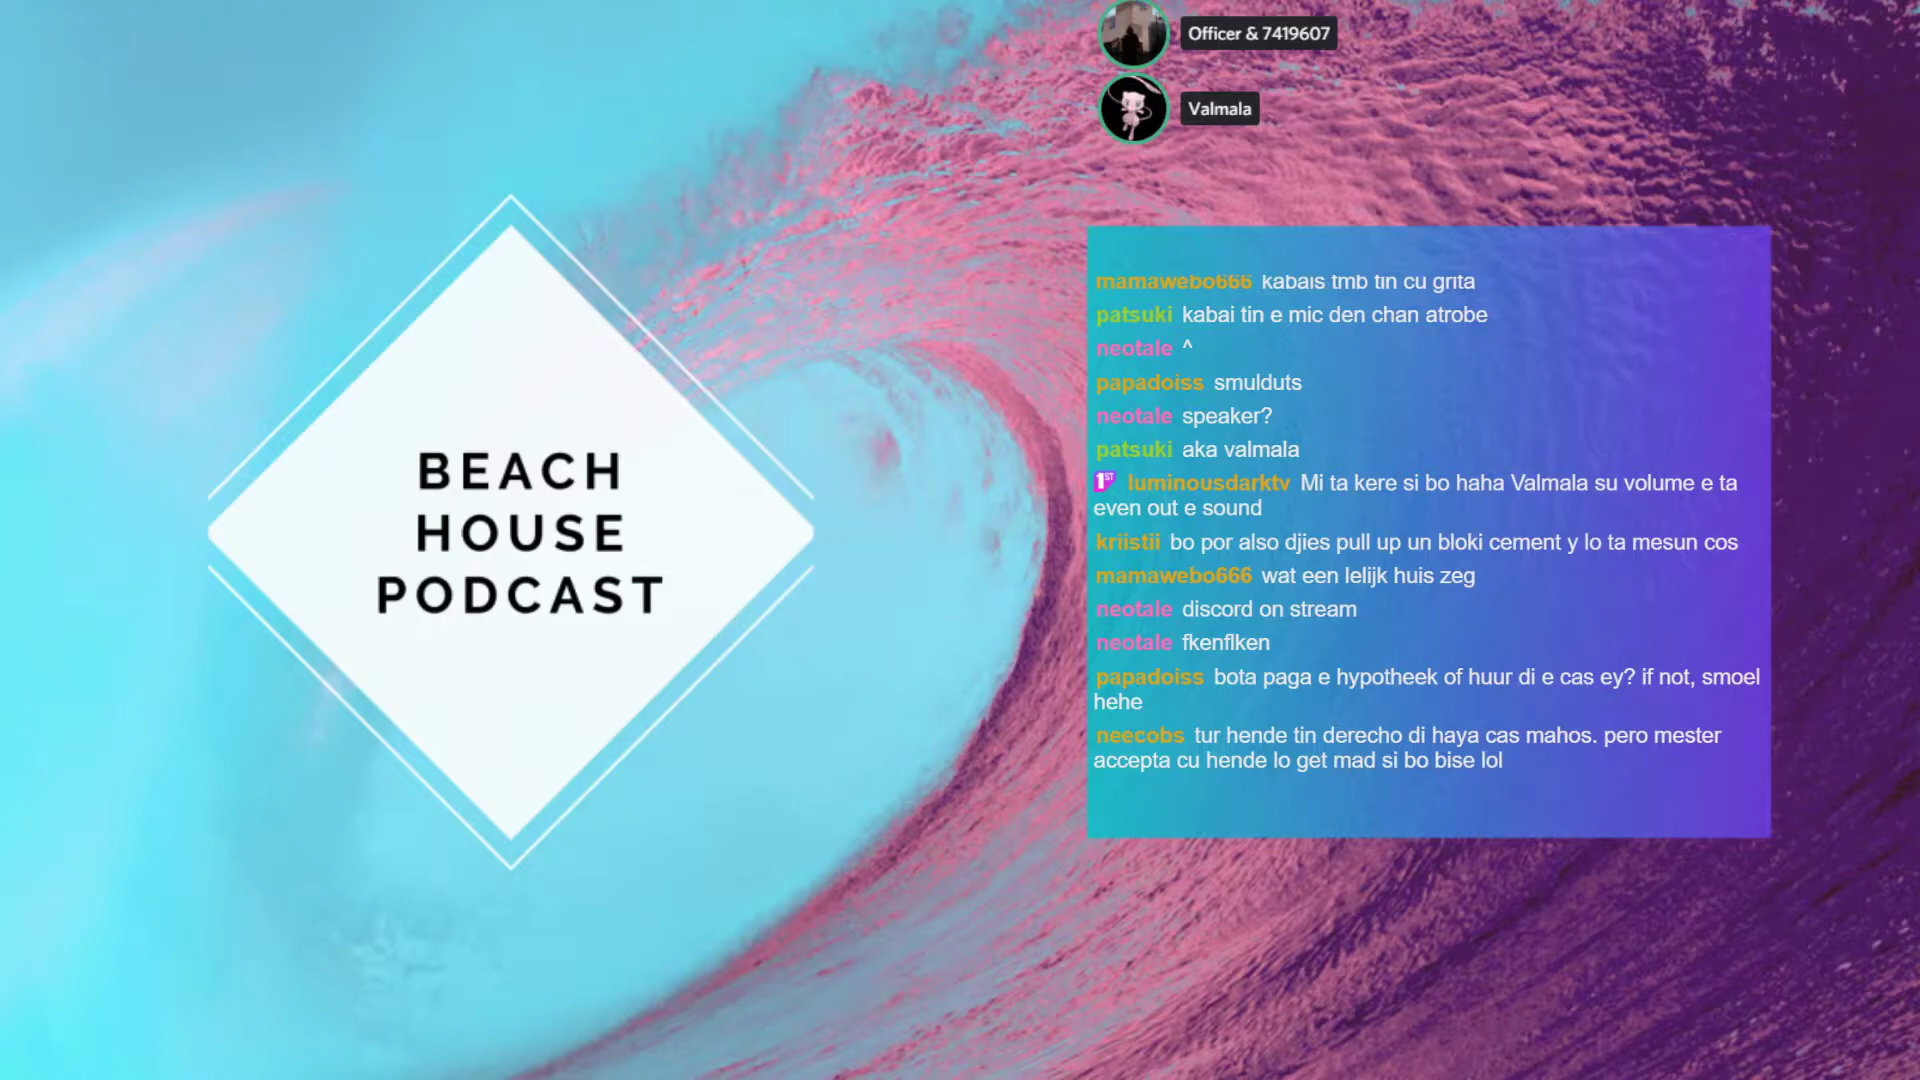 Officer & 7419607
Valmala
BEACH
HOUSE
PODCAST
mamawebo666 kabais tmb tin cu grita
patsuki kabai tin e mic den chan atrobe
neotale ^
papadoiss smulduts
neotale speaker?
patsuki aka valmala
1ST luminousdarktv Mi ta kere si bo haha Valmala su volume e ta
even out e sound
kriistii bo por also djies pull up un bloki cement y lo ta mesun cos
mamawebo666 wat een lelijk huis zeg
neotale discord on stream
neotale fkenflken
papadoiss bota paga e hypotheek of huur di e cas ey? if not, smoel
hehe
neecobs tur hende tin derecho di haya cas mahos. pero mester
accepta cu hende lo get mad si bo bise lol